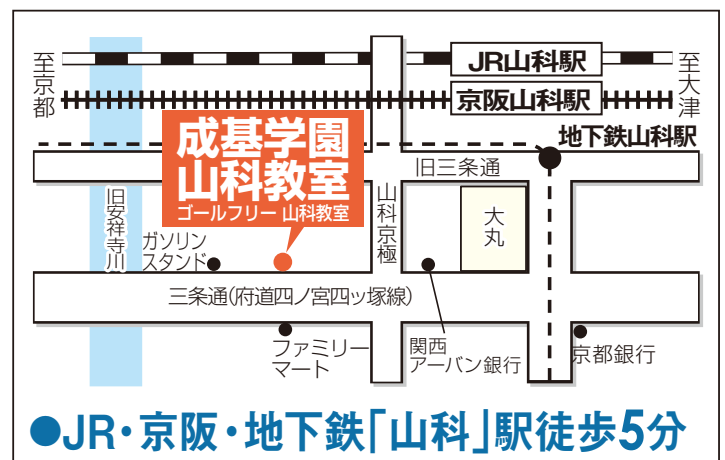 至京都
JR山科駅
京阪山科駅
至大津
地下鉄山科駅
成基学園
山科教室
ゴールフリー 山科教室
旧三条通
旧安祥寺川
ガソリン
スタンド
山科京極
大丸
三条通(府道四ノ宮四ッ塚線)
ファミリー
マート
関西
アーバン銀行
京都銀行
●JR・京阪・地下鉄「山科」駅徒歩5分